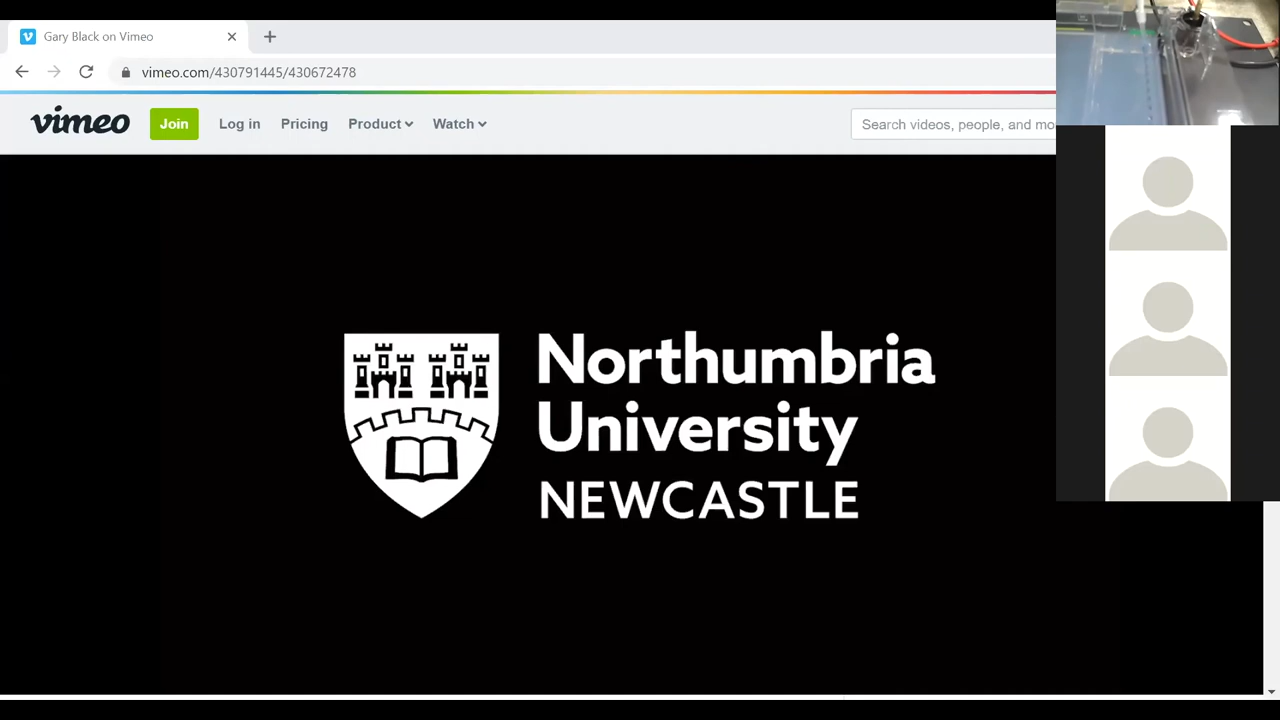 Gary Black on Vimeo
vimeo.com/430791445/430672478
vimeo
Join
Log in
Pricing
Product
Watch
Search videos, people, and mo
Northumbria
University
NEWCASTLE